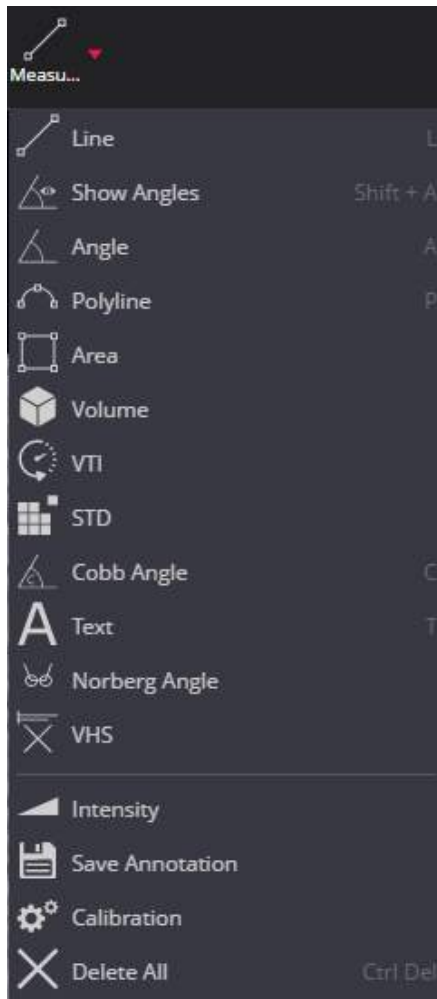 Measu...
Line L
Show Angles Shift + A
Angle A
Polyline P
Area
Volume
VTI
STD
Cobb Angle C
Text T
Norberg Angle
VHS
Intensity
Save Annotation
Calibration
Delete All Ctrl Del